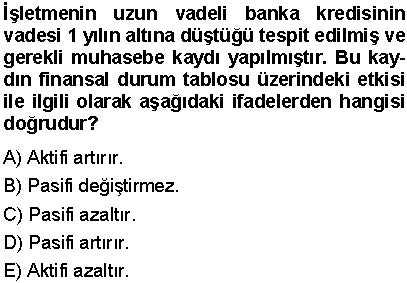 İşletmenin uzun vadeli banka kredisinin
vadesi 1 yılın altına düştüğü tespit edilmiş ve
gerekli muhasebe kaydı yapılmıştır. Bu kay-
dın finansal durum tablosu üzerindeki etkisi
ile ilgili olarak aşağıdaki ifadelerden hangisi
doğrudur?
A) Aktifi artırır.
B) Pasifi değiştirmez.
C) Pasifi azaltır.
D) Pasifi artırır.
E) Aktifi azaltır.